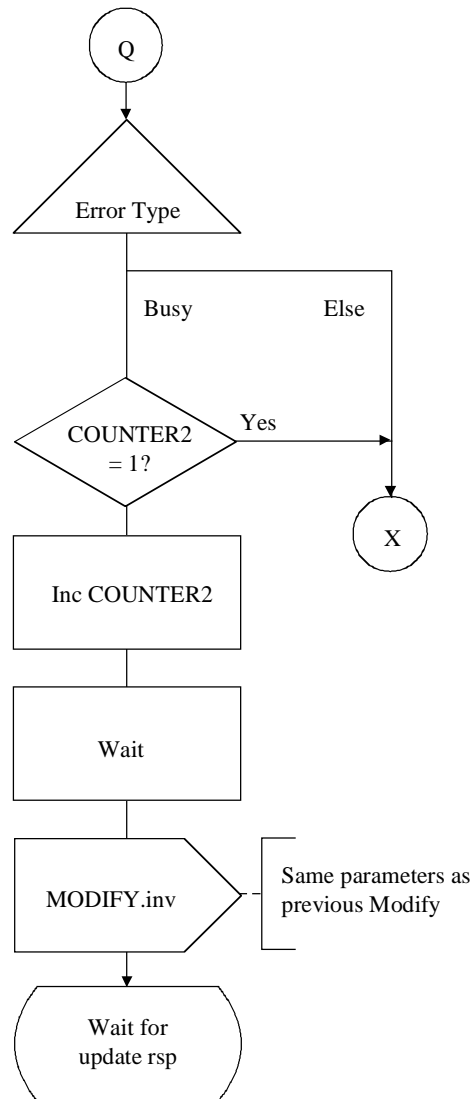 Q
Error Type
Busy
Else
COUNTER2
= 1?
Yes
X
Inc COUNTER2
Wait
MODIFY.inv
Same parameters as
previous Modify
Wait for
update rsp